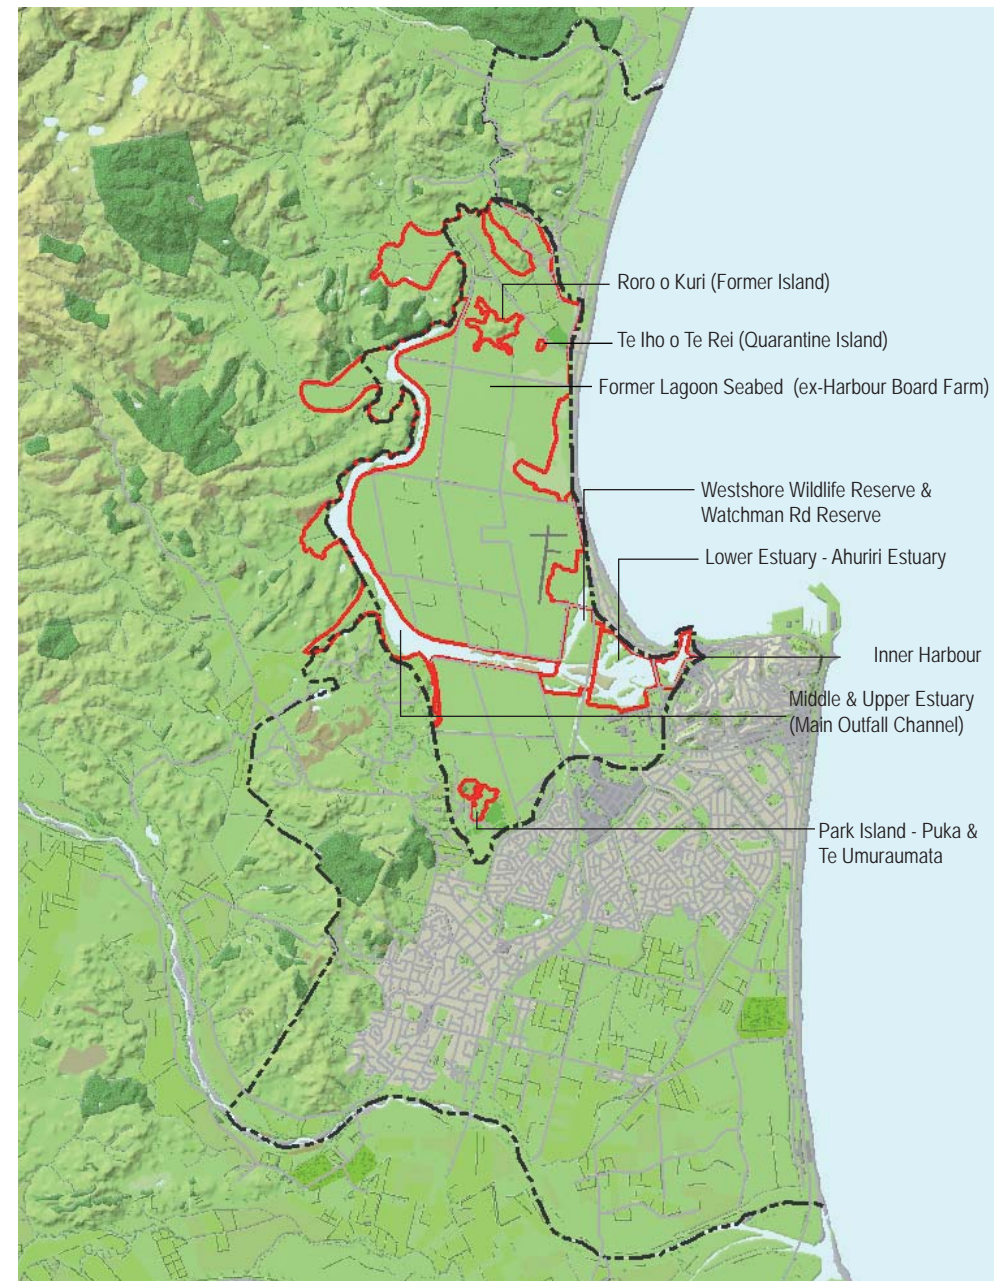 Roro o Kuri (Former Island)
Te Iho o Te Rei (Quarantine Island)
Former Lagoon Seabed (ex-Harbour Board Farm)
Westshore Wildlife Reserve &
Watchman Rd Reserve
Lower Estuary - Ahuriri Estuary
Inner Harbour
Middle & Upper Estuary
(Main Outfall Channel)
Park Island - Puka &
Te Umuraumata